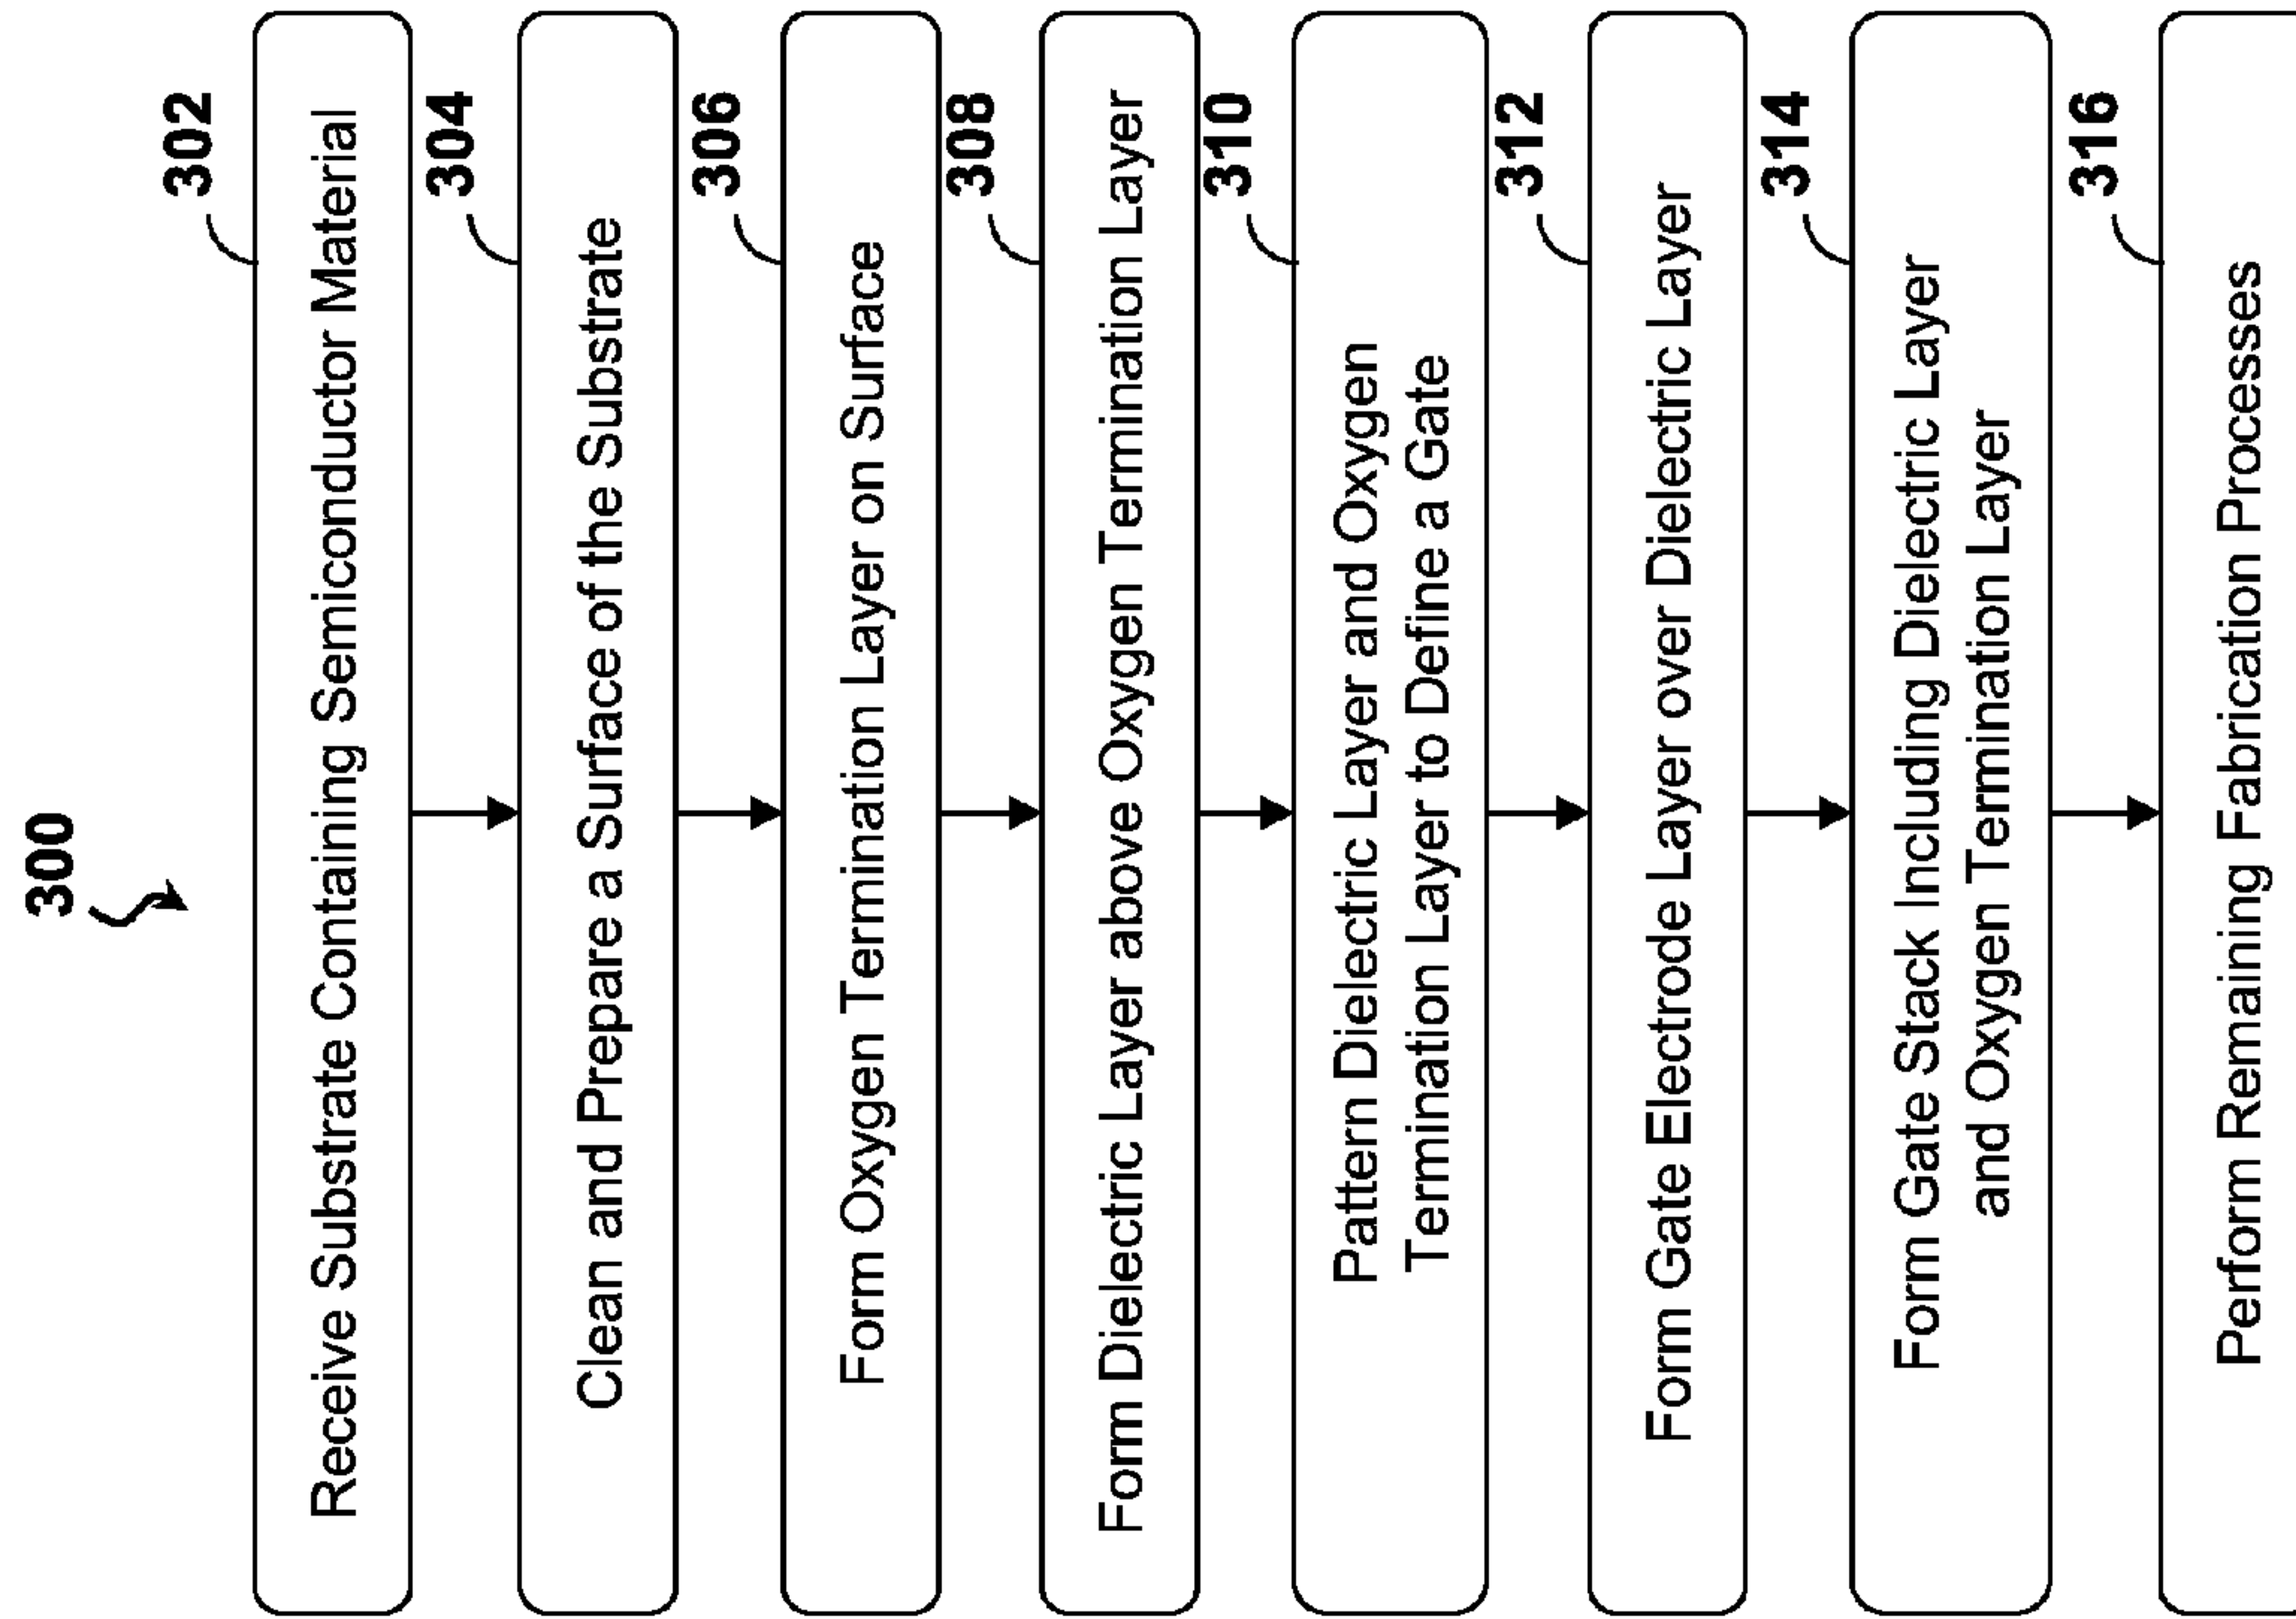 300
302
Receive Substrate Containing Semiconductor Material
304
Clean and Prepare a Surface of the Substrate
306
Form Oxygen Termination Layer on Surface
308
Form Dielectric Layer above Oxygen Termination Layer
310
Pattern Dielectric Layer and Oxygen
Termination Layer to Define a Gate
312
Form Gate Electrode Layer over Dielectric Layer
314
Form Gate Stack Including Dielectric Layer
and Oxygen Termination Layer
316
Perform Remaining Fabrication Processes